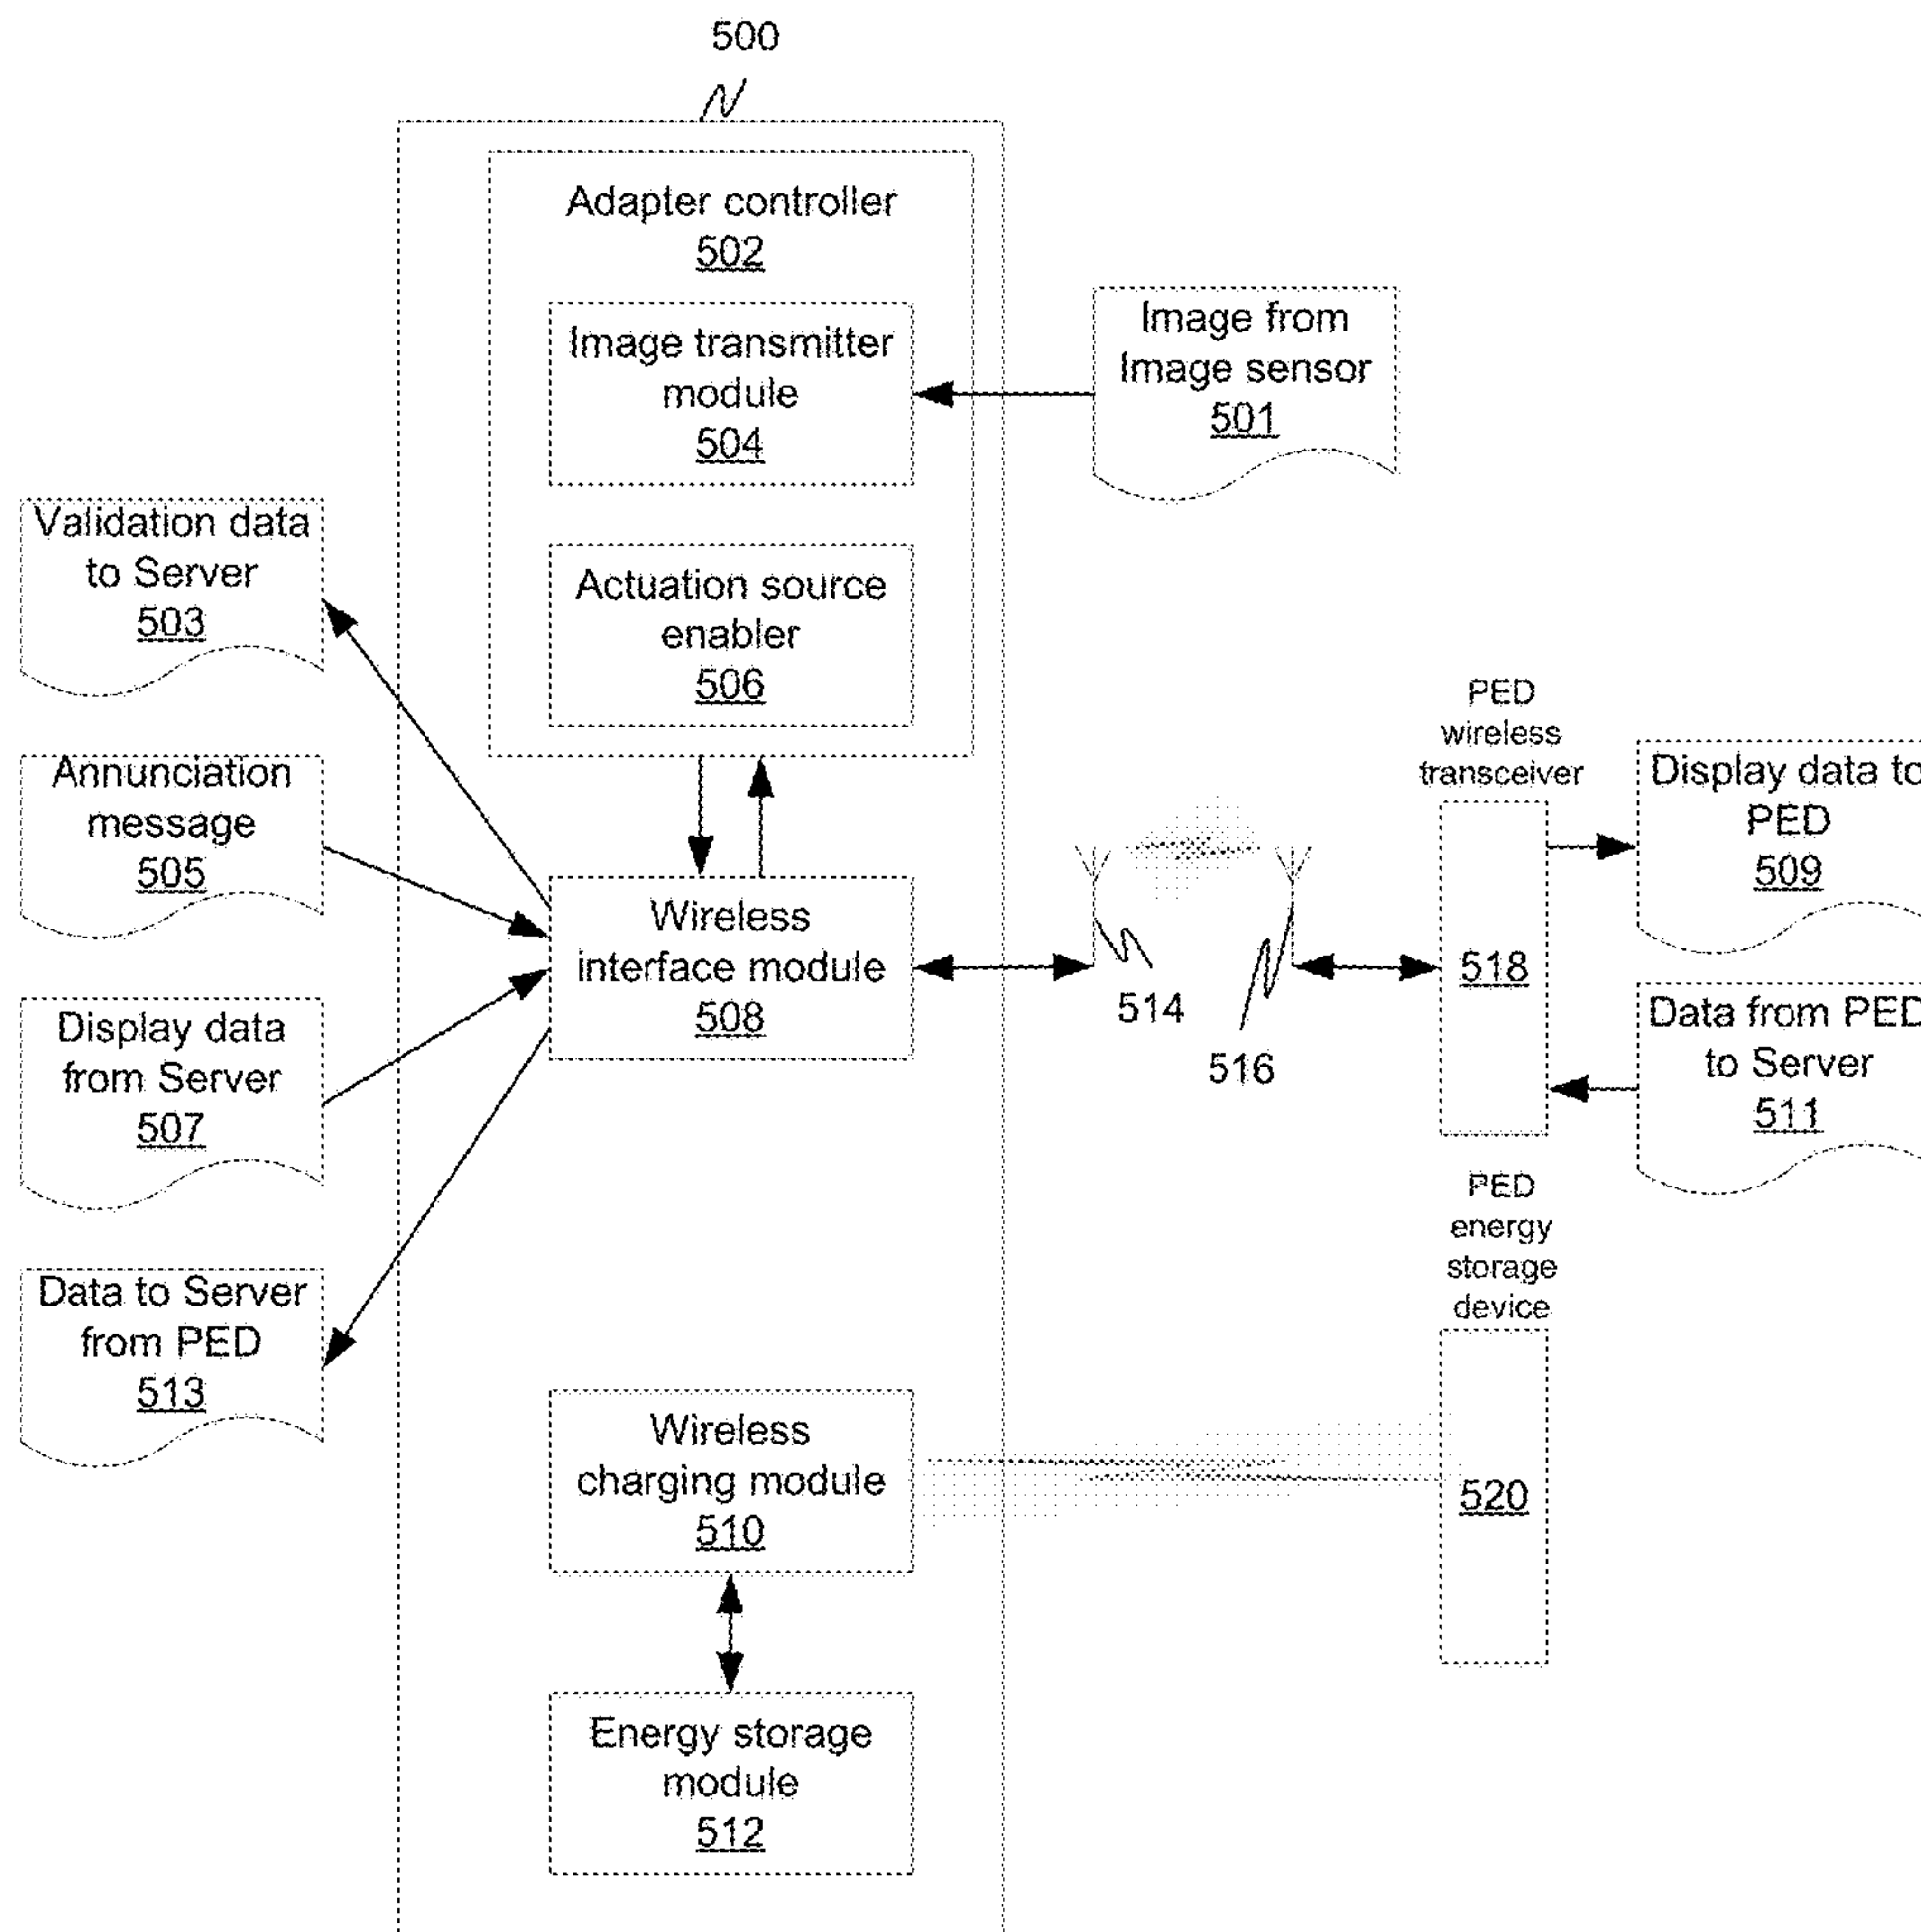 500
Adapter controller
502
Image transmitter
module
504
Image from
Image sensor
501
Actuation source
enabler
506
Validation data
to Server
503
Annunciation
message
505
Display data
from Server
507
Data to Server
from PED
513
Wireless
interface module
508
514
516
PED
wireless
transceiver
518
Display data to
PED
509
Data from PED
to Server
511
PED
energy
storage
device
520
Wireless
charging module
510
Energy storage
module
512